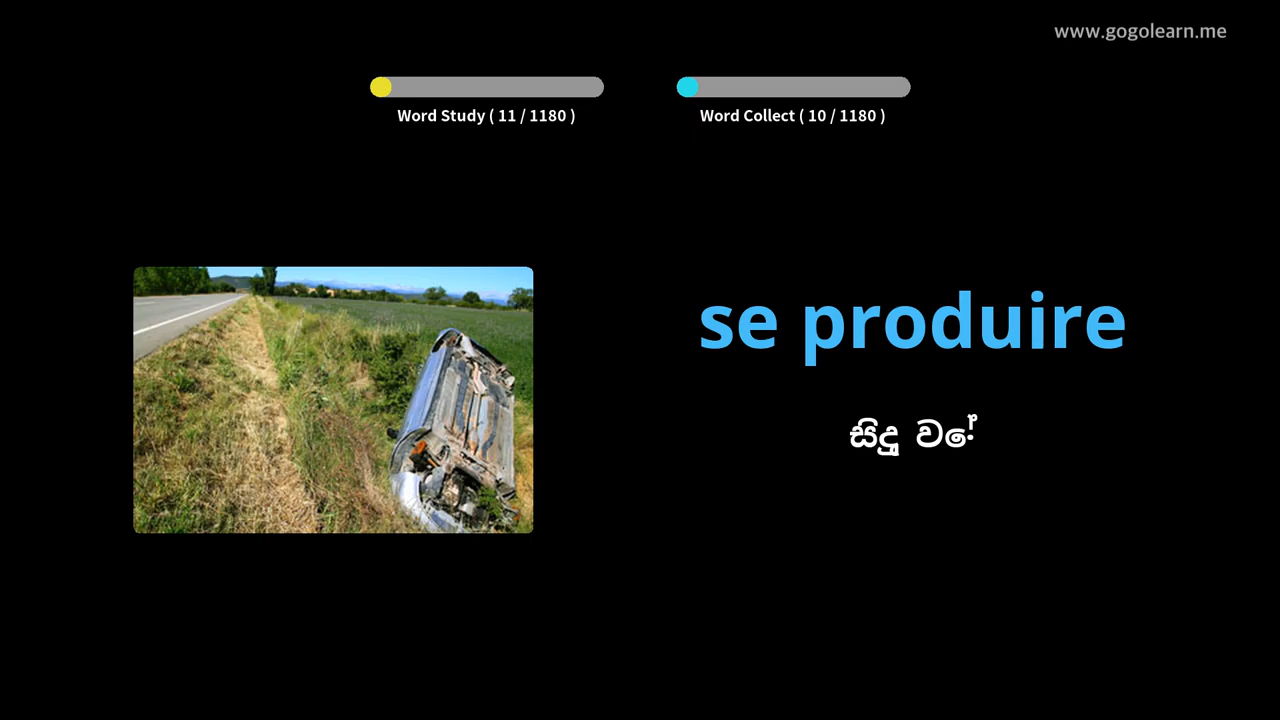 www.gogolearn.me
Word Study ( 11 / 1180 )
Word Collect ( 10 / 1180 )
se produire
සිදු වේ